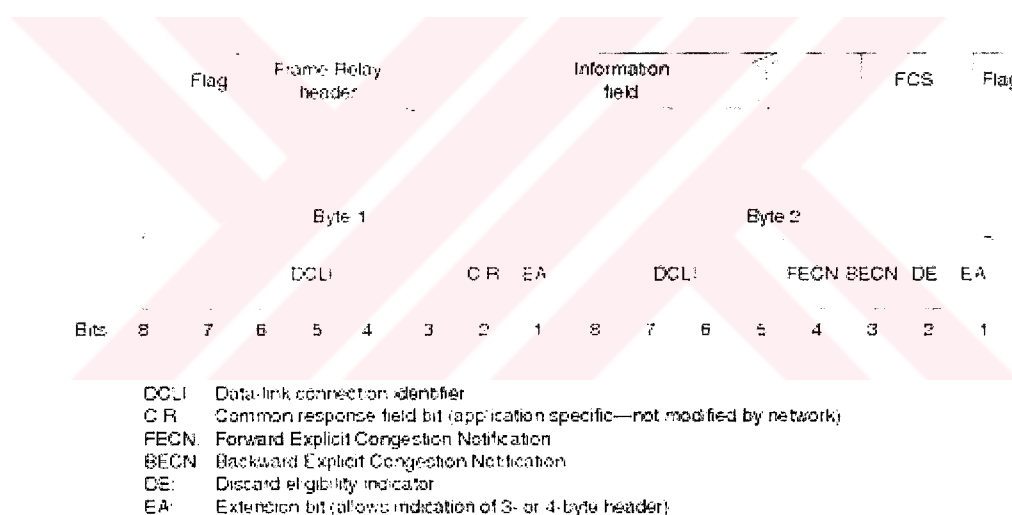 Flag Frame Relay header Information field FCS Flag
Byte 1 Byte 2
DCLI C/R EA DCLI FECN BECN DE EA
Bits 8 7 6 5 4 3 2 1 8 7 6 5 4 3 2 1
DCLI Data-link connection identifier
C/R Common response field bit (application specific—not modified by network)
FECN: Forward Explicit Congestion Notification
BECN Backward Explicit Congestion Notification
DE: Discard eligibility indicator
EA: Extension bit (allows indication of 3- or 4-byte header)